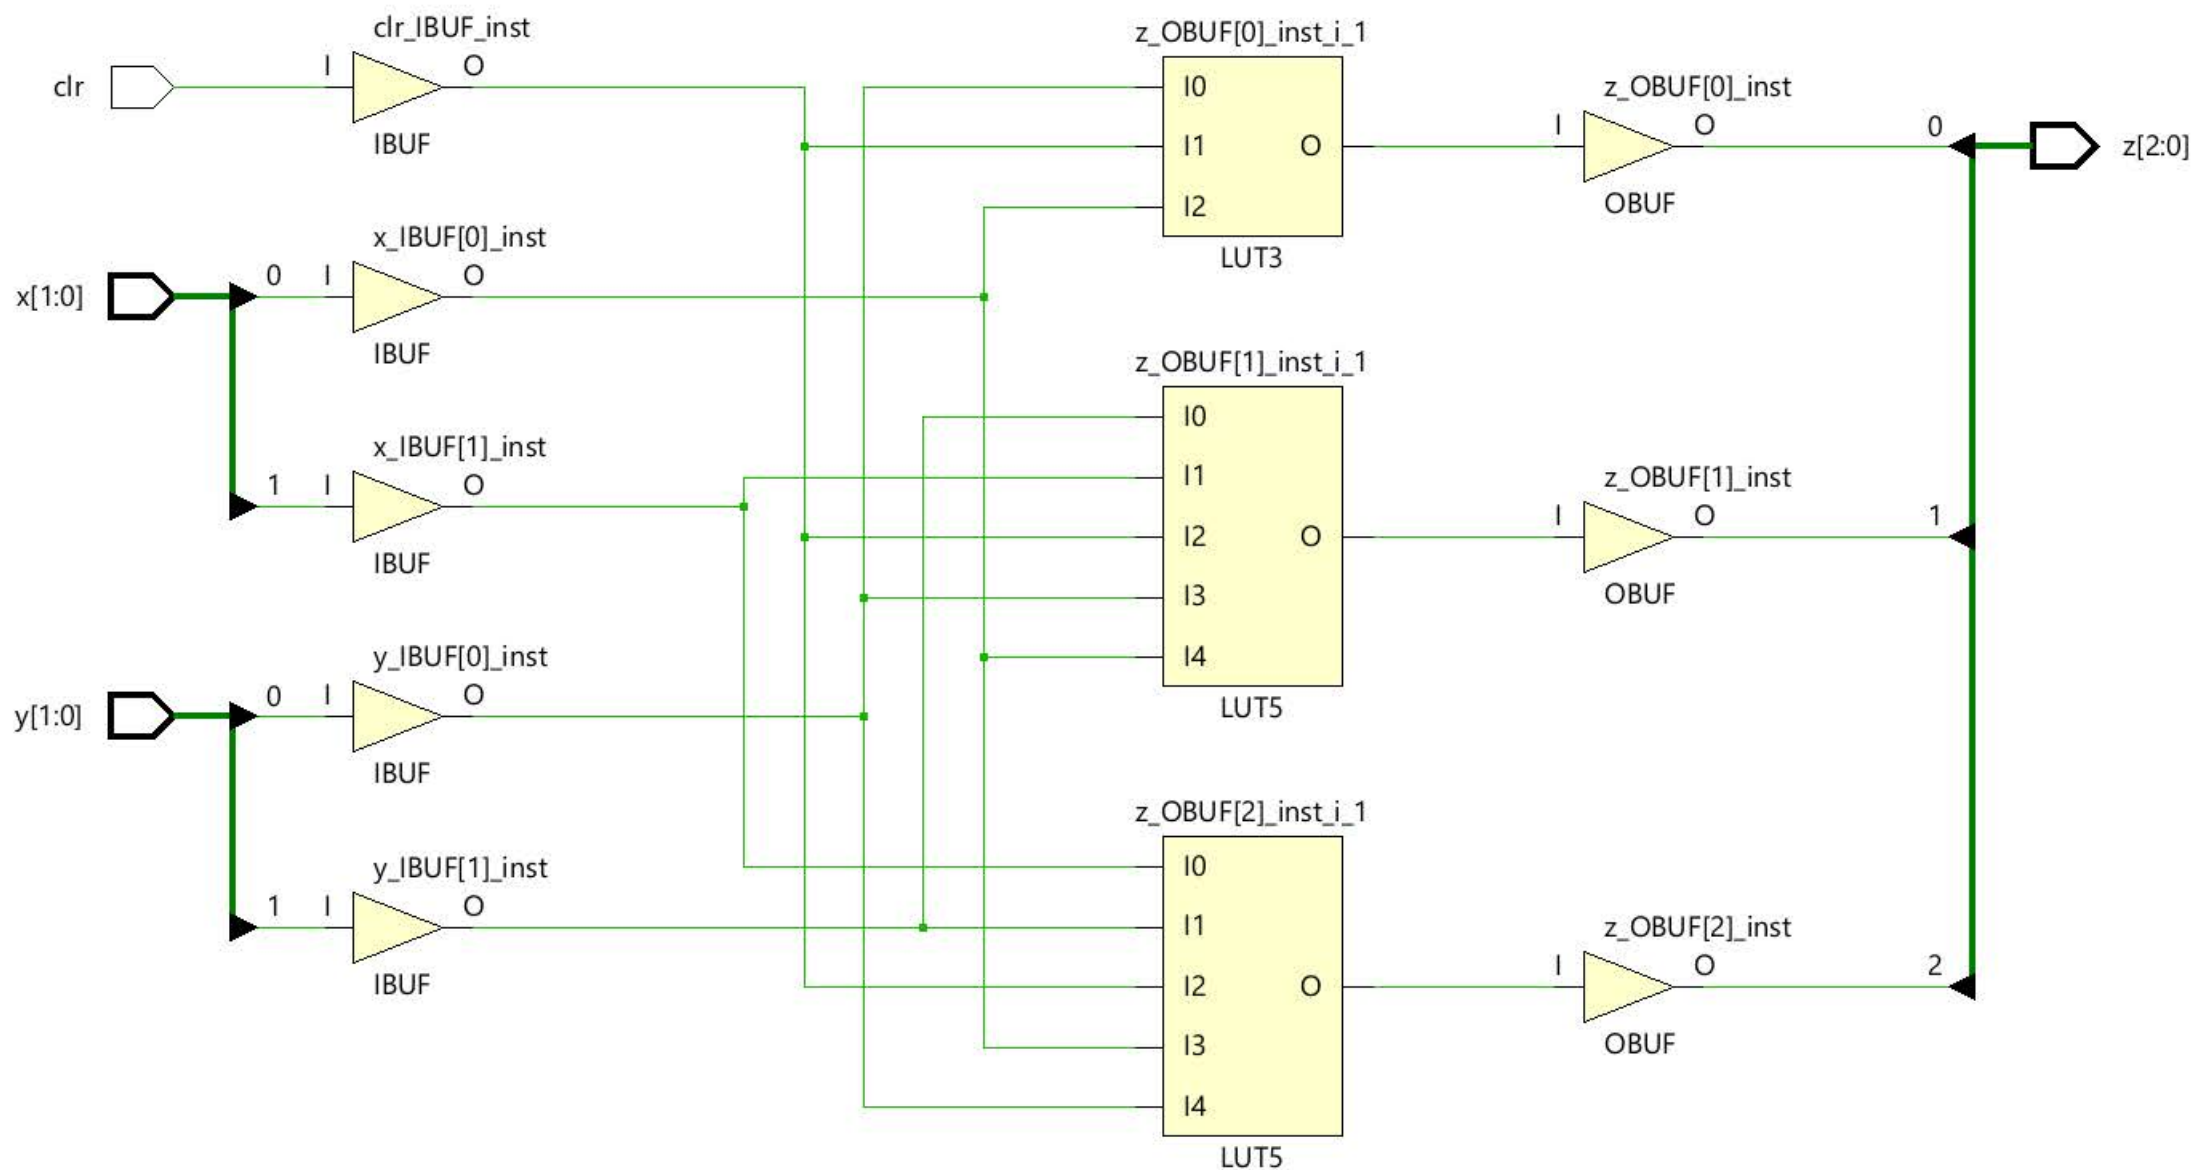 clr_IBUF_inst
clr
I
O
IBUF
x_IBUF[0]_inst
x[1:0]
0
I
O
IBUF
x_IBUF[1]_inst
1
I
O
IBUF
y_IBUF[0]_inst
y[1:0]
0
I
O
IBUF
y_IBUF[1]_inst
1
I
O
IBUF
z_OBUF[0]_inst_i_1
I0
I1
I2
O
LUT3
z_OBUF[1]_inst_i_1
I0
I1
I2
I3
I4
O
LUT5
z_OBUF[2]_inst_i_1
I0
I1
I2
I3
I4
O
LUT5
z_OBUF[0]_inst
I
O
OBUF
0
z[2:0]
z_OBUF[1]_inst
I
O
OBUF
1
z_OBUF[2]_inst
I
O
OBUF
2